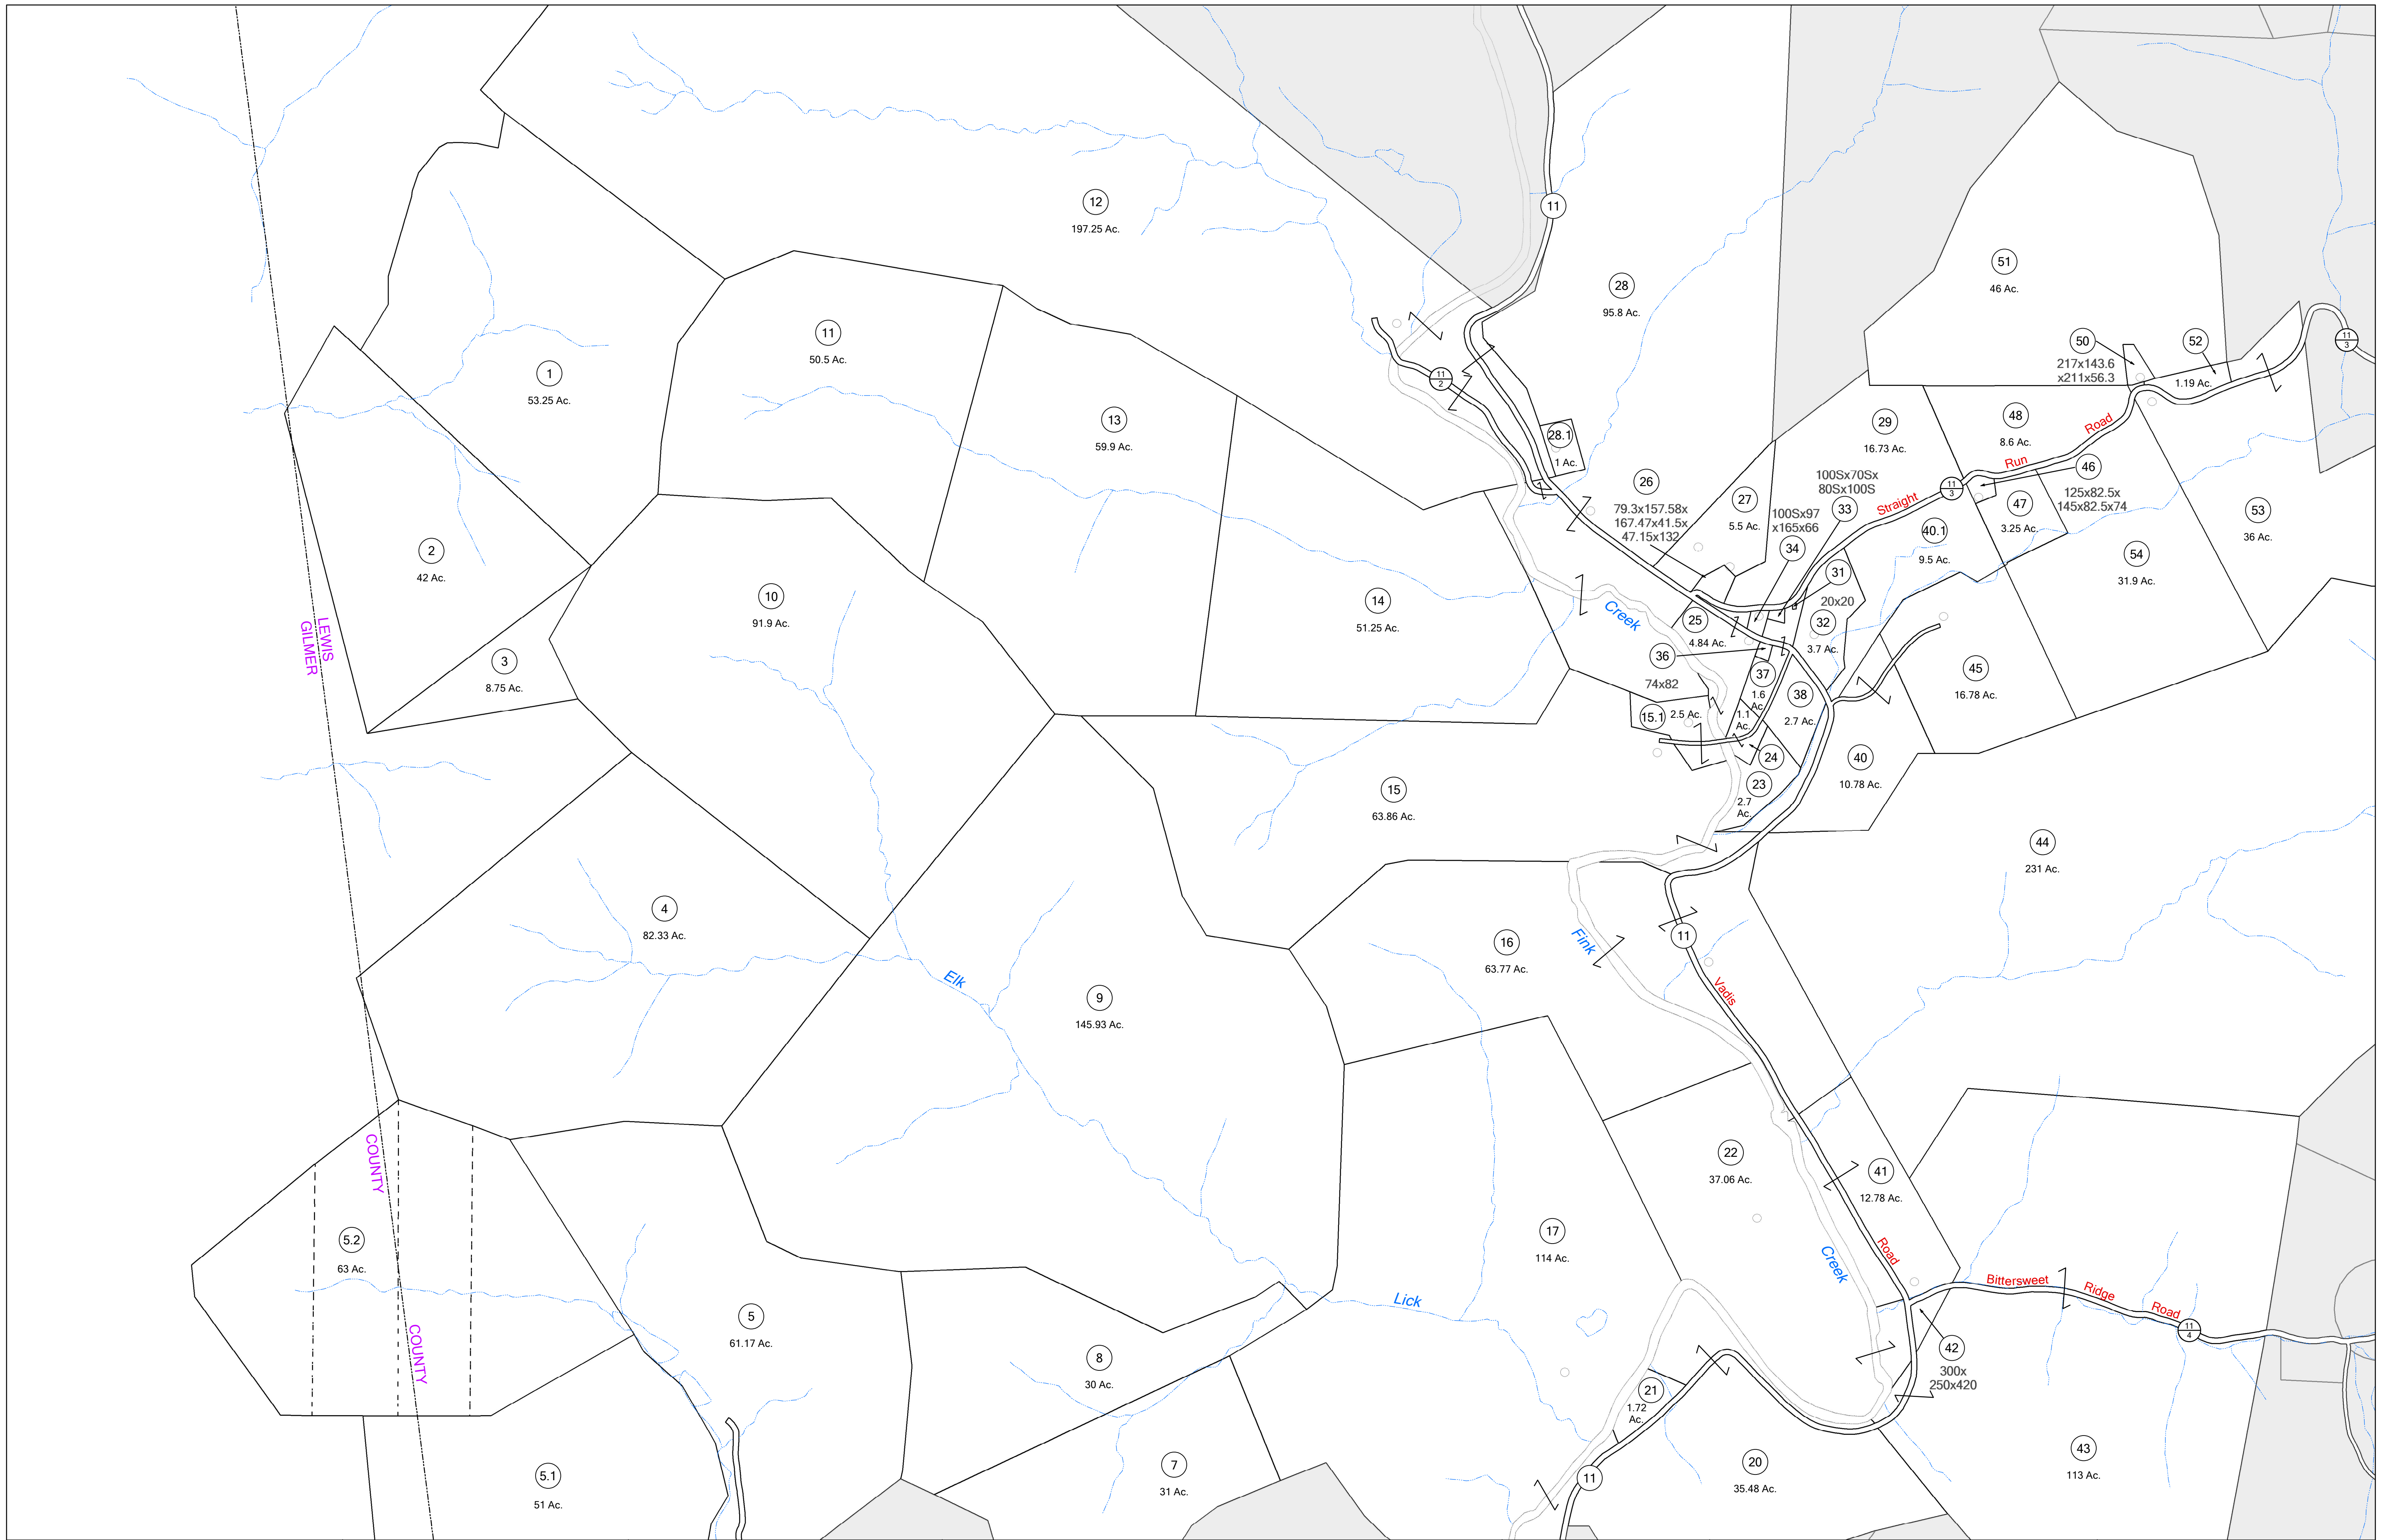 12
197.25 Ac.
11
28
95.8 Ac.
51
46 Ac.
11
50.5 Ac.
1
53.25 Ac.
50
217x143.6
x211x56.3
52
1.19 Ac.
11
3
11
2
13
59.9 Ac.
28.1
1 Ac.
29
16.73 Ac.
48
8.6 Ac.
Straight
Run
Road
11
3
46
125x82.5x
145x82.5x74
47
3.25 Ac.
53
36 Ac.
26
79.3x157.58x
167.47x41.5x
47.15x132
27
5.5 Ac.
100Sx70Sx
80Sx100S
33
100Sx97
x165x66
34
40.1
9.5 Ac.
54
31.9 Ac.
2
42 Ac.
10
91.9 Ac.
14
51.25 Ac.
31
20x20
32
3.7 Ac.
Creek
25
4.84 Ac.
36
74x82
37
1.6
Ac.
38
2.7 Ac.
45
16.78 Ac.
LEWIS
GILMER
3
8.75 Ac.
15.1
2.5 Ac.
1.1
Ac.
24
23
2.7
Ac.
40
10.78 Ac.
15
63.86 Ac.
44
231 Ac.
4
82.33 Ac.
16
63.77 Ac.
Fink
11
Vadis
Elk
9
145.93 Ac.
COUNTY
22
37.06 Ac.
41
12.78 Ac.
5.2
63 Ac.
17
114 Ac.
Creek
Road
Bittersweet
Ridge
Road
11
4
Lick
5
61.17 Ac.
COUNTY
8
30 Ac.
42
300x
250x420
21
1.72
Ac.
5.1
51 Ac.
7
31 Ac.
11
20
35.48 Ac.
43
113 Ac.